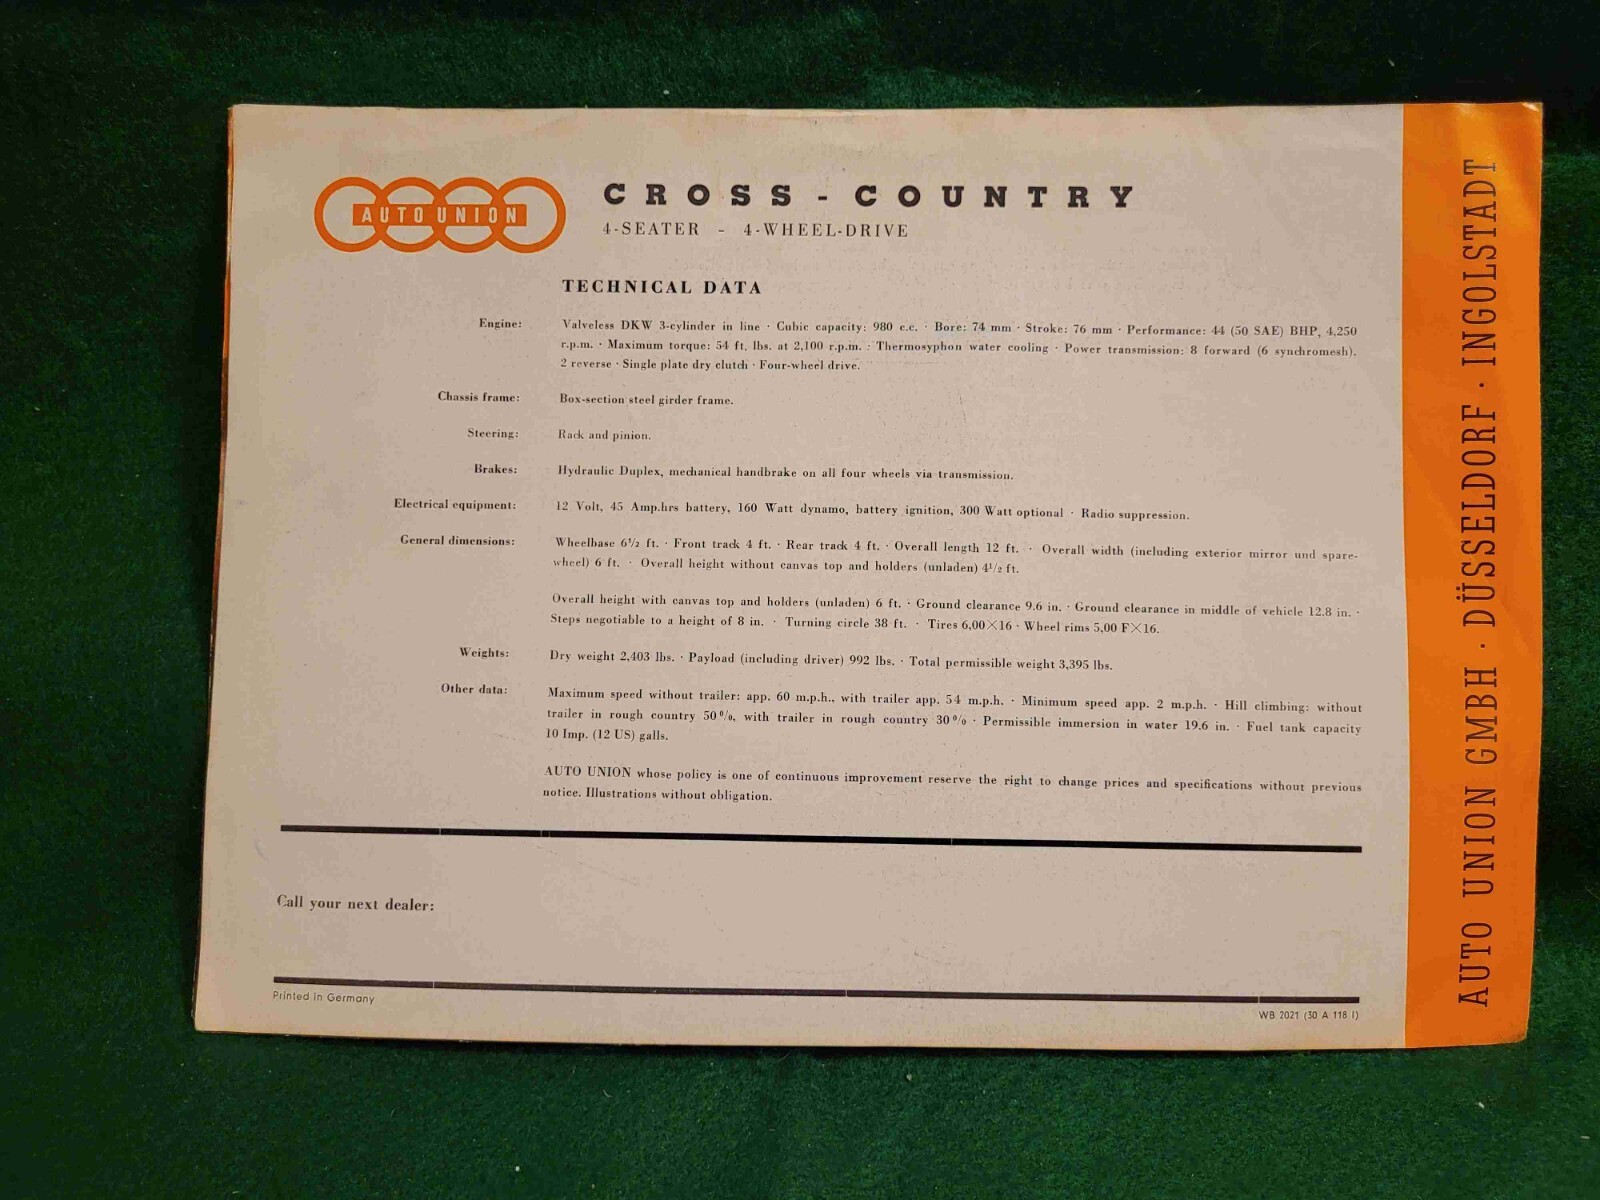 AUTO UNION
CROSS - COUNTRY
4-SEATER - 4-WHEEL-DRIVE
TECHNICAL DATA
Engine: Valveless DKW 3-cylinder in line · Cubic capacity: 980 c.c. · Bore: 74 mm · Stroke: 76 mm · Performance: 44 (50 SAE) BHP, 4,250
r.p.m. · Maximum torque: 54 ft. lbs. at 2,100 r.p.m. · Thermosyphon water cooling · Power transmission: 8 forward (6 synchromesh).
2 reverse · Single plate dry clutch · Four-wheel drive.
Chassis frame: Box-section steel girder frame.
Steering: Rack and pinion.
Brakes: Hydraulic Duplex, mechanical handbrake on all four wheels via transmission.
Electrical equipment: 12 Volt, 45 Amp.hrs battery, 160 Watt dynamo, battery ignition, 300 Watt optional · Radio suppression.
General dimensions: Wheelbase 6½ ft. · Front track 4 ft. · Rear track 4 ft. · Overall length 12 ft. · Overall width (including exterior mirror und spare-
wheel) 6 ft. · Overall height without canvas top and holders (unladen) 4½ ft.
Overall height with canvas top and holders (unladen) 6 ft. · Ground clearance 9.6 in. · Ground clearance in middle of vehicle 12.8 in. ·
Steps negotiable to a height of 8 in. · Turning circle 38 ft. · Tires 6,00×16 · Wheel rims 5,00 F×16.
Weights: Dry weight 2,403 lbs. · Payload (including driver) 992 lbs. · Total permissible weight 3,395 lbs.
Other data: Maximum speed without trailer: app. 60 m.p.h., with trailer app. 54 m.p.h. · Minimum speed app. 2 m.p.h. · Hill climbing: without
trailer in rough country 50%, with trailer in rough country 30% · Permissible immersion in water 19.6 in. · Fuel tank capacity
10 Imp. (12 US) galls.
AUTO UNION whose policy is one of continuous improvement reserve the right to change prices and specifications without previous
notice. Illustrations without obligation.
Call your next dealer:
Printed in Germany
WB 2021 (30 A 118 I)
AUTO UNION GMBH · DÜSSELDORF · INGOLSTADT